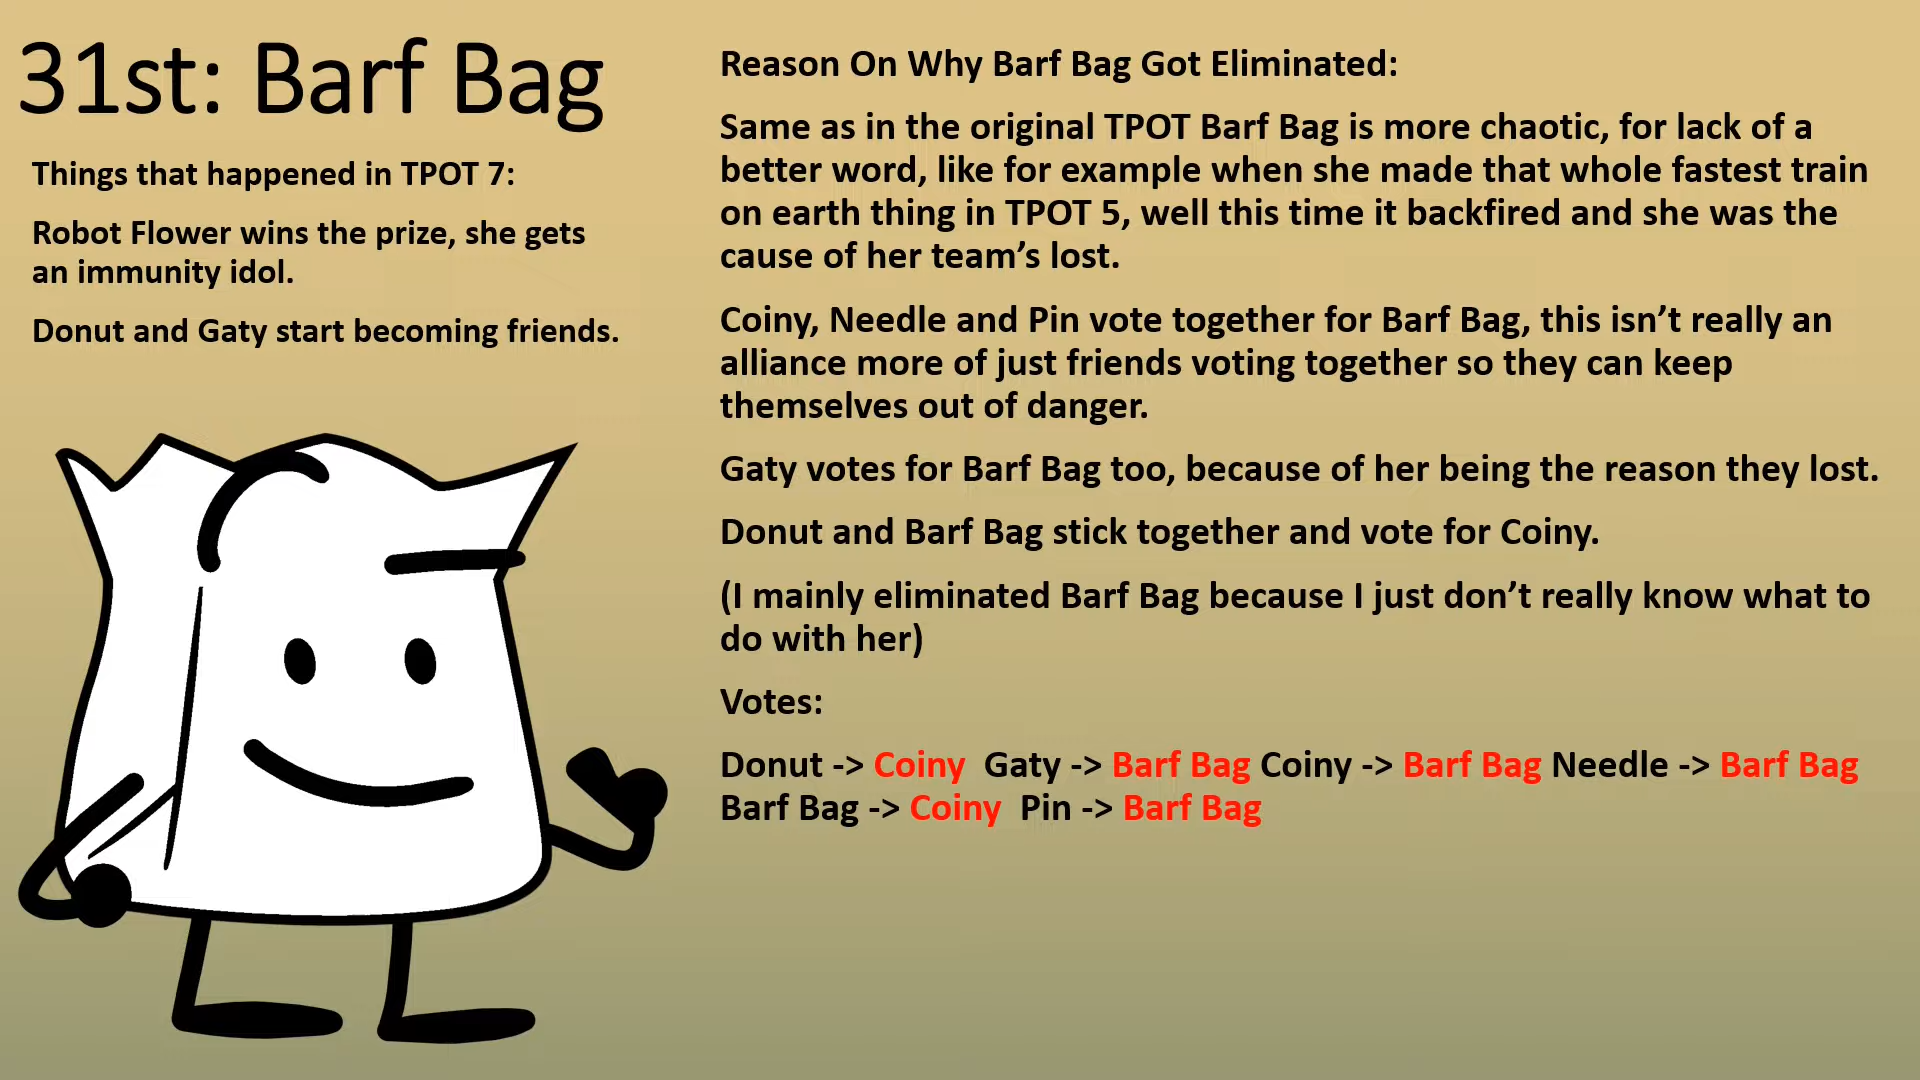 31st: Barf Bag
Things that happened in TPOT 7:
Robot Flower wins the prize, she gets
an immunity idol.
Donut and Gaty start becoming friends.
Reason On Why Barf Bag Got Eliminated:
Same as in the original TPOT Barf Bag is more chaotic, for lack of a
better word, like for example when she made that whole fastest train
on earth thing in TPOT 5, well this time it backfired and she was the
cause of her team’s lost.
Coiny, Needle and Pin vote together for Barf Bag, this isn’t really an
alliance more of just friends voting together so they can keep
themselves out of danger.
Gaty votes for Barf Bag too, because of her being the reason they lost.
Donut and Barf Bag stick together and vote for Coiny.
(I mainly eliminated Barf Bag because I just don’t really know what to
do with her)
Votes:
Donut -> Coiny  Gaty -> Barf Bag Coiny -> Barf Bag Needle -> Barf Bag
Barf Bag -> Coiny  Pin -> Barf Bag